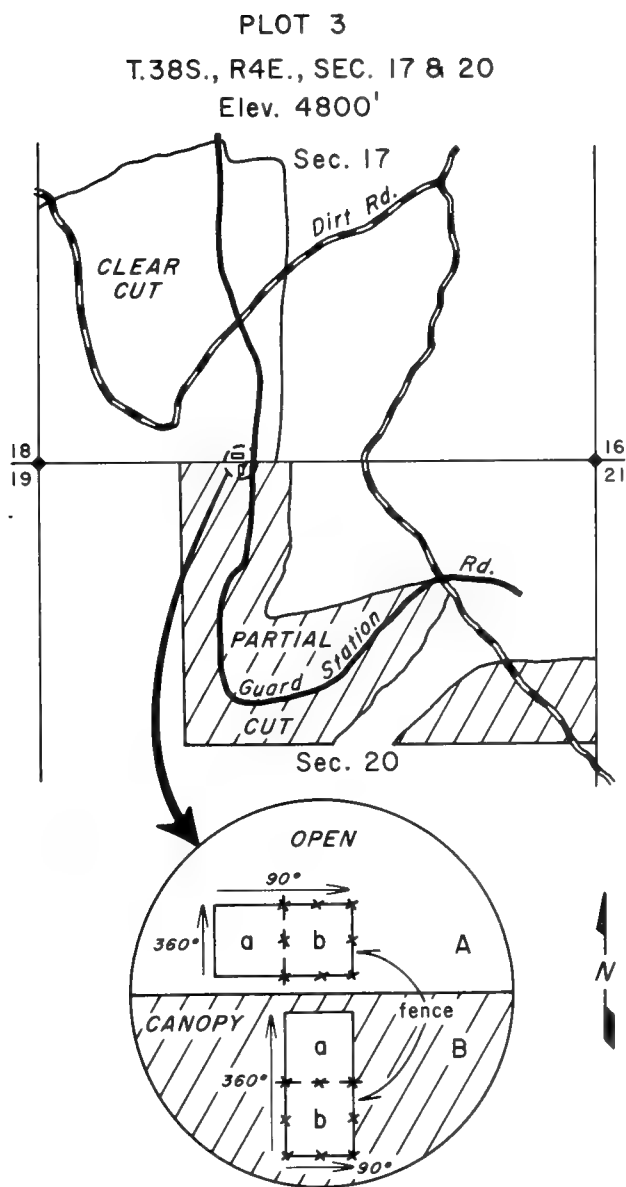 PLOT 3
T.38S., R4E., SEC. 17 & 20
Elev. 4800'
Sec. 17
Dirt Rd.
CLEAR
CUT
18
16
19
21
Rd.
PARTIAL
Guard Station
CUT
Sec. 20
OPEN
90°
360°
a
b
A
N
CANOPY
fence
a
B
360°
b
90°